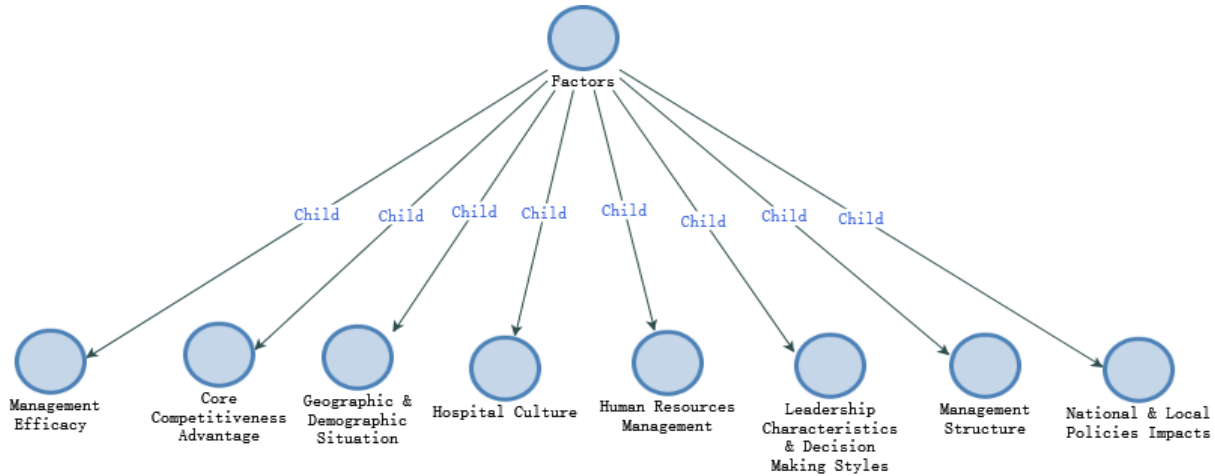 Factors
Child
Child
Child
Child
Child
Child
Child
Child
Management
Efficacy
Core
Competitiveness
Advantage
Geographic &
Demographic
Situation
Hospital Culture
Human Resources
Management
Leadership
Characteristics
& Decision
Making Styles
Management
Structure
National & Local
Policies Impacts